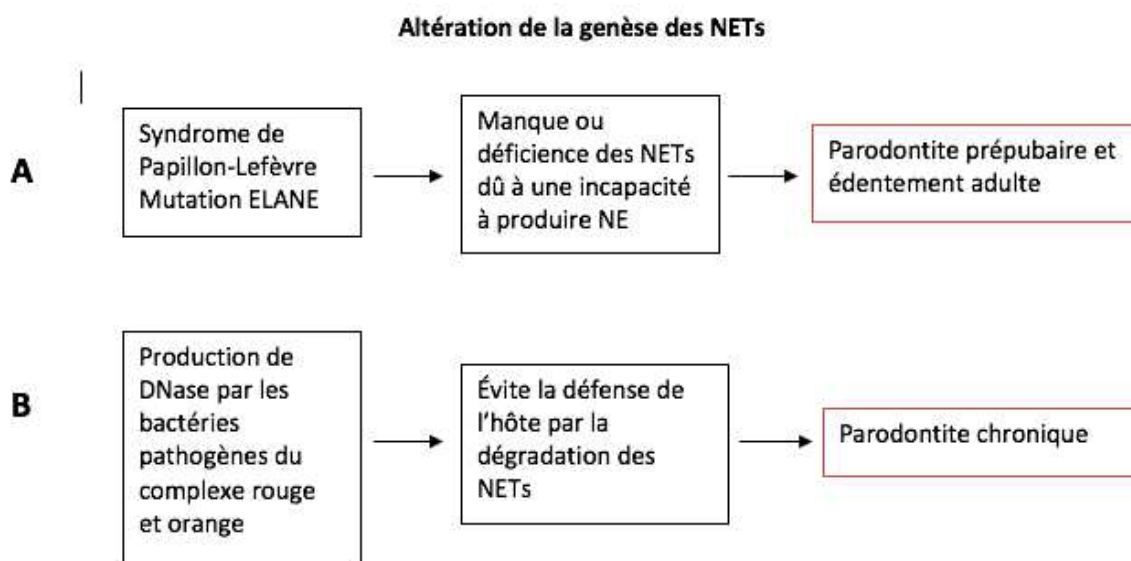 Altération de la genèse des NETs
A
Syndrome de
Papillon-Lefèvre
Mutation ELANE
Manque ou
déficience des NETs
dû à une incapacité
à produire NE
Parodontite prépubaire et
édentement adulte
B
Production de
DNase par les
bactéries
pathogènes du
complexe rouge
et orange
Évite la défense de
l'hôte par la
dégradation des
NETs
Parodontite chronique